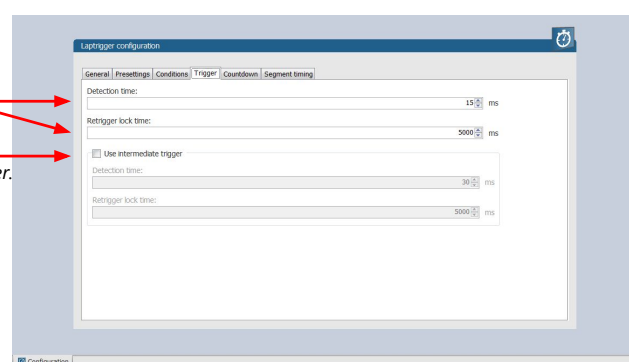 Laptrigger configuration
General Presettings Conditions Trigger Countdown Segment timing
Detection time:
15 ms
Retrigger lock time:
5000 ms
Use intermediate trigger
er.
Detection time:
30 ms
Retrigger lock time:
5000 ms
Configuration